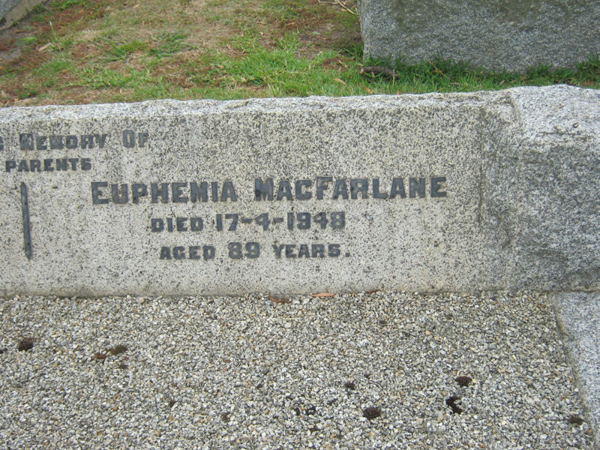 MEMORY OF
PARENTS
EUPHEMIA MACFARLANE
DIED 17-4-1948
AGED 89 YEARS.